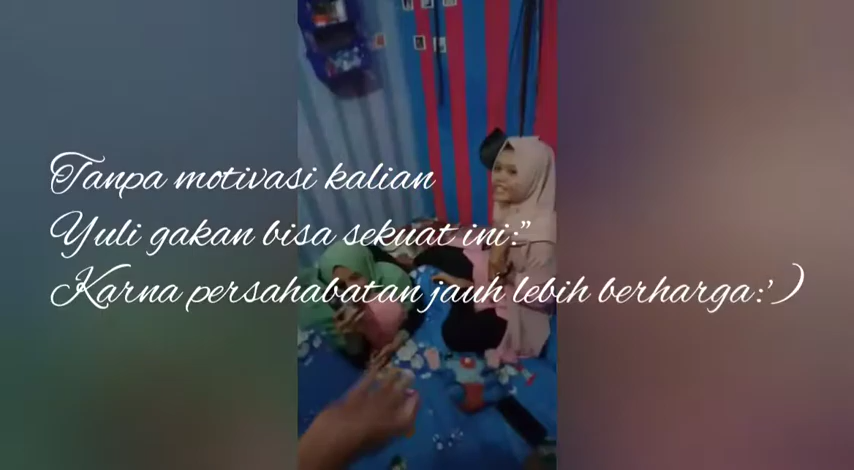 Tanpa motivasi kalian
Yuli gakan bisa sekuat ini:"
Karna persahabatan jauh lebih berharga:')